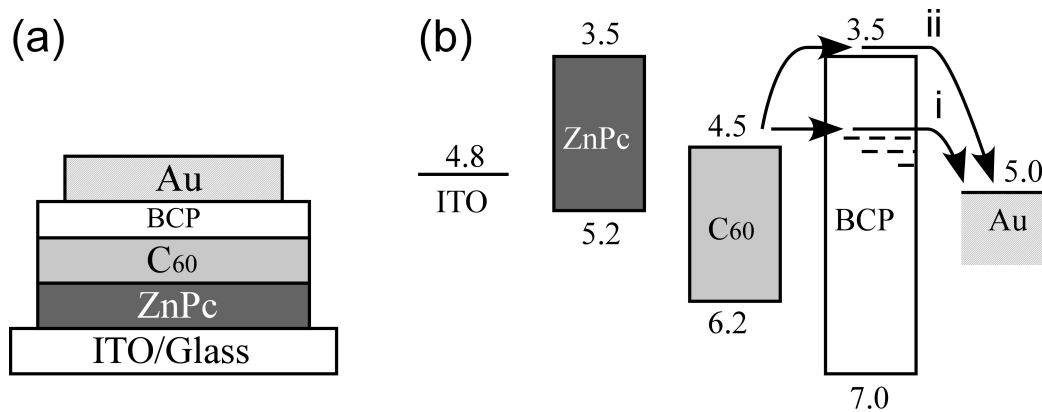 (a)
Au
BCP
C60
ZnPc
ITO/Glass
(b)
4.8
ITO
3.5
ZnPc
5.2
4.5
C60
6.2
3.5
BCP
7.0
ii
i
5.0
Au